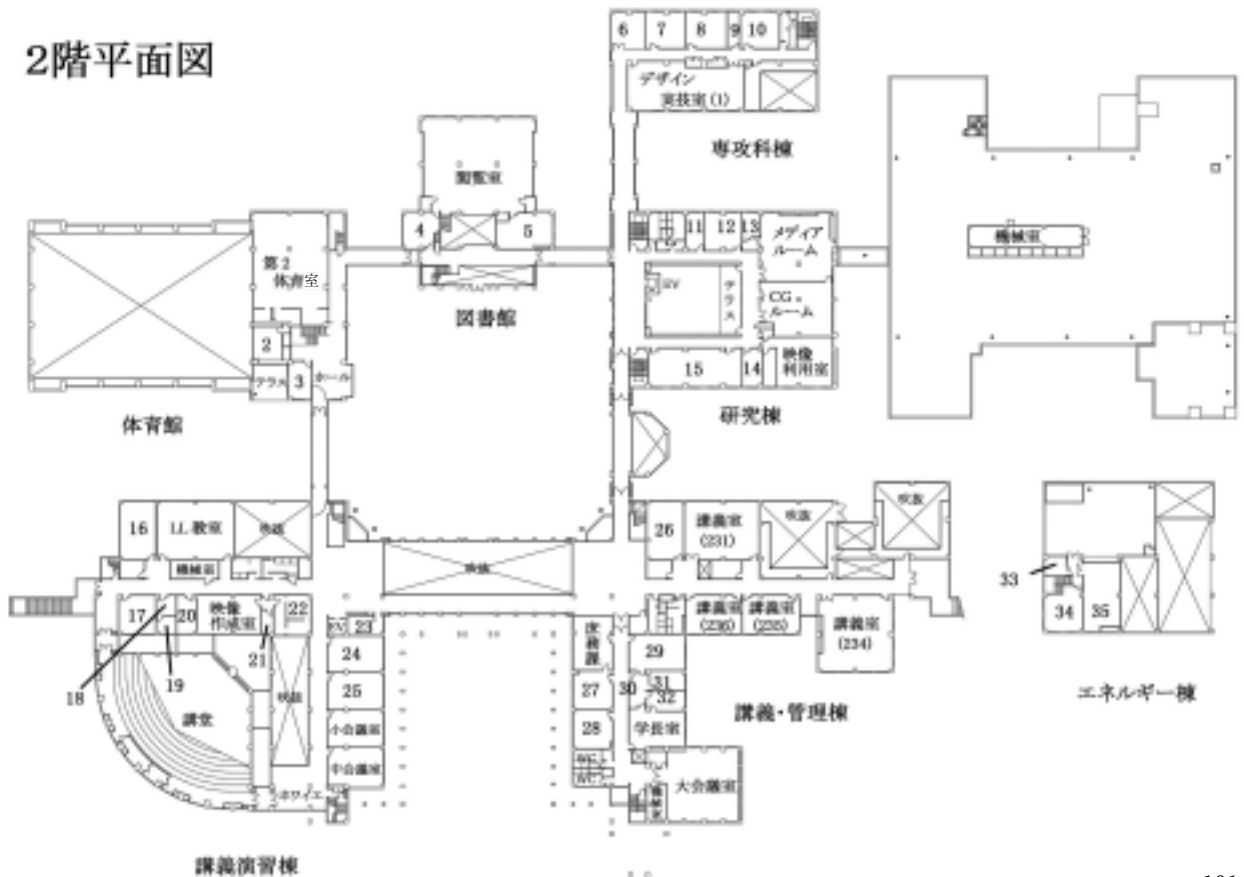 2階平面図
6 7 8 9 10
デザイン
実技室(1)
専攻科棟
閲覧室
4 5
図書館
11 12 13
メディア
ルーム
EV
テラス
CG
ルーム
15 14
映像
利用室
研究棟
機械室
第2
体育室
1
2
テラス 3 ホール
体育館
16 LL教室 吹抜
機械室
吹抜
26 講義室
(231)
吹抜
吹抜
17 20 映像
作成室
22
18 19 21
講堂
吹抜
ホワイエ
講義演習棟
EV 23
24
25
小会議室
中会議室
庶務課
27
28
WC
WC
29
30 31
32
学長室
大会議室
機械室
講義室
(236)
講義室
(235)
講義室
(234)
講義・管理棟
33
34 35
エネルギー棟